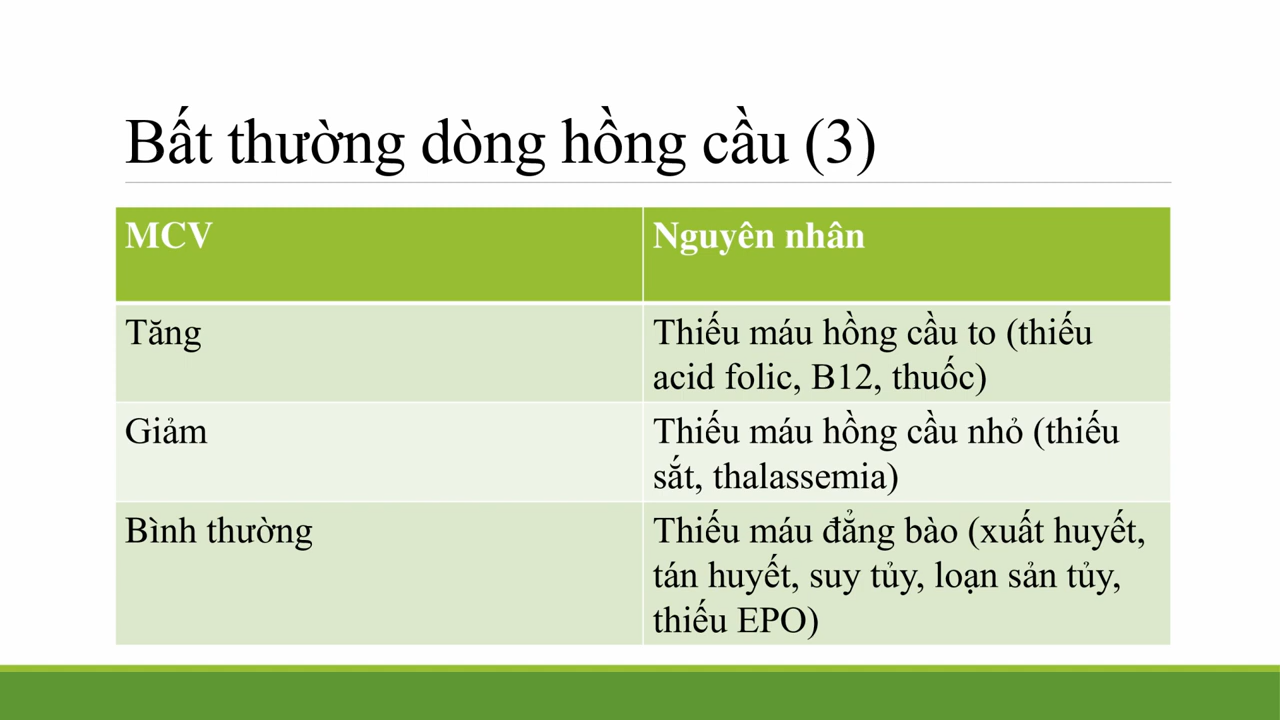 Bất thường dòng hồng cầu (3)
MCV
Nguyên nhân
Tăng
Thiếu máu hồng cầu to (thiếu
acid folic, B12, thuốc)
Giảm
Thiếu máu hồng cầu nhỏ (thiếu
sắt, thalassemia)
Bình thường
Thiếu máu đẳng bào (xuất huyết,
tán huyết, suy tủy, loạn sản tủy,
thiếu EPO)